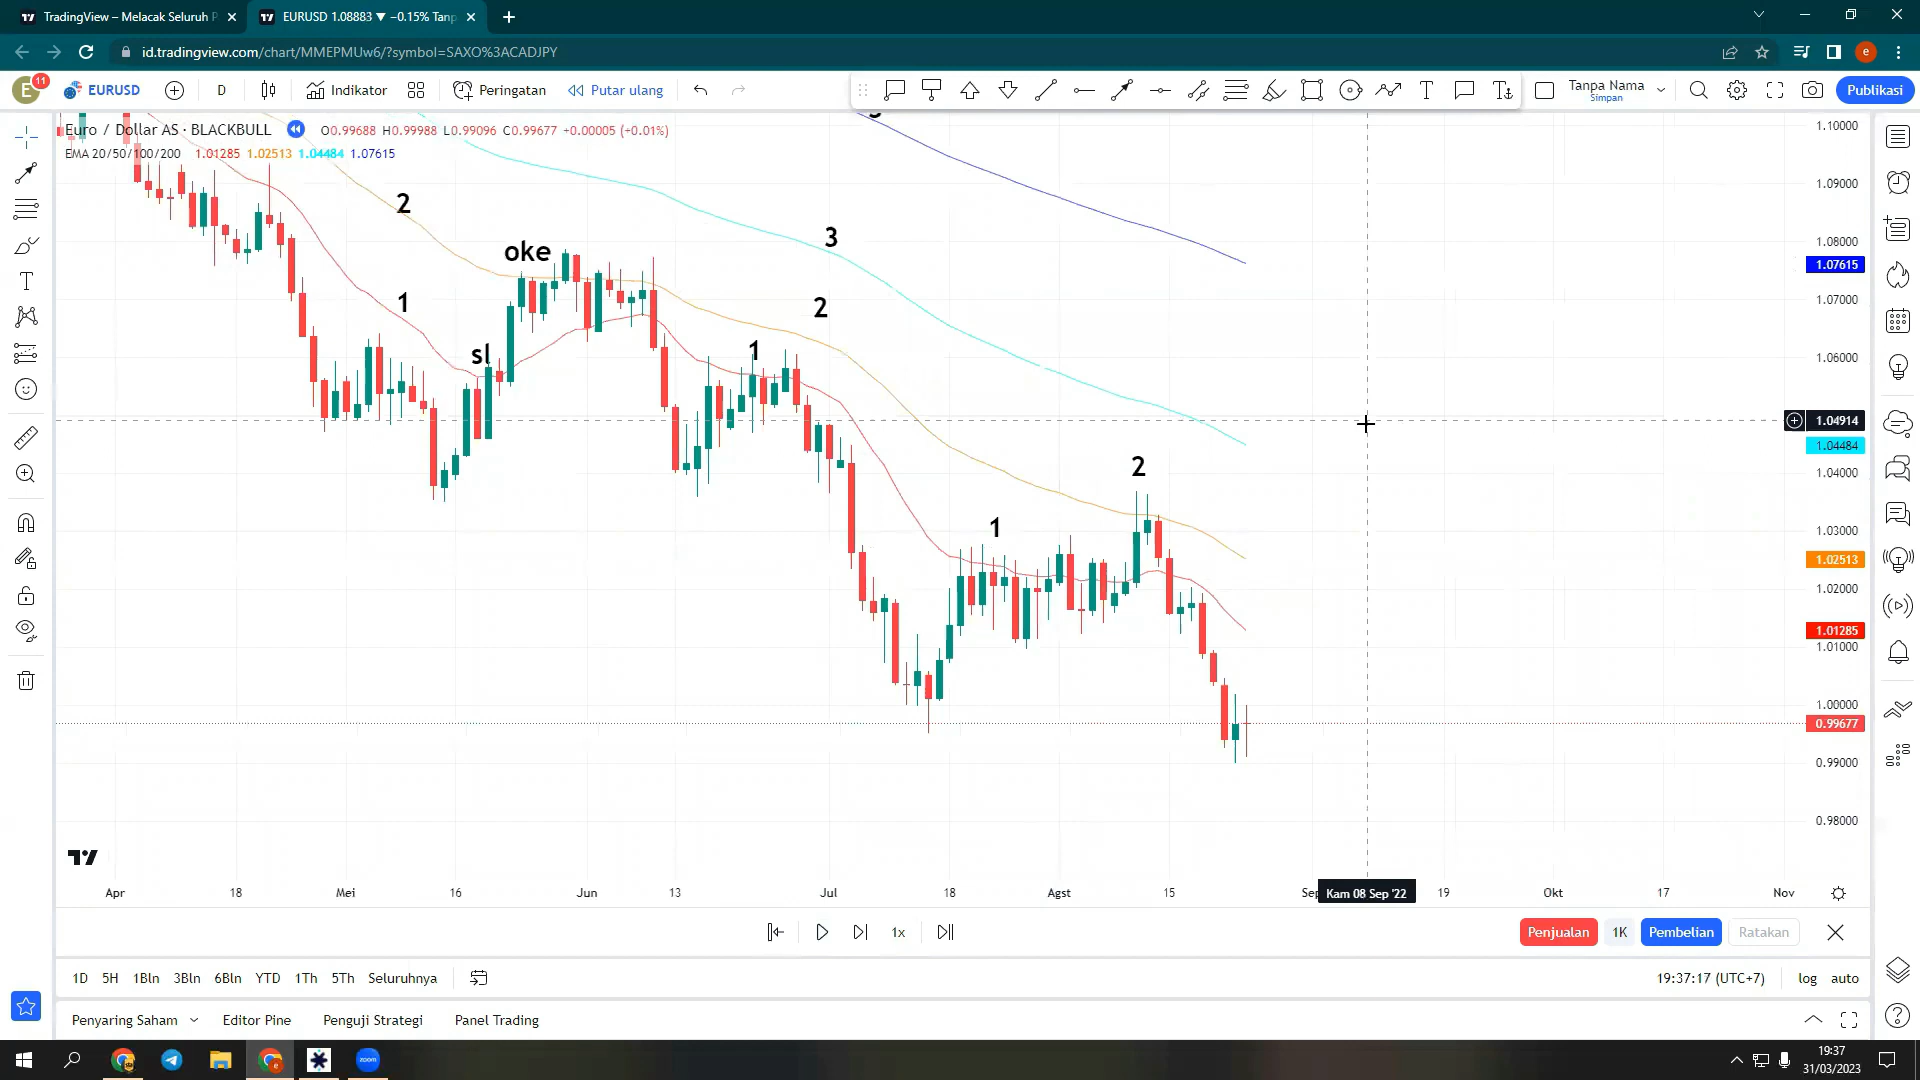 TradingView – Melacak Seluruh P
EURUSD 1.08883 ▼ −0.15% Tanp
id.tradingview.com/chart/MMEPMUw6/?symbol=SAXO%3ACADJPY
e
E
11
EURUSD
D
Indikator
Peringatan
Putar ulang
Tanpa Nama
Simpan
Publikasi
Euro / Dollar AS · BLACKBULL
O0.99688 H0.99988 L0.99096 C0.99677 +0.00005 (+0.01%)
EMA 20/50/100/200 1.01285 1.02513 1.04484 1.07615
1.10000
1.09000
1.08000
1.07615
1.07000
1.06000
1.04914
1.04484
1.04000
1.03000
1.02513
1.02000
1.01285
1.01000
1.00000
0.99677
0.99000
0.98000
2
oke
1
sl
3
2
1
2
1
Apr 18 Mei 16 Jun 13 Jul 18 Agst 15 Sep Kam 08 Sep '22 19 Okt 17 Nov
1x
Penjualan 1K Pembelian Ratakan
1D 5H 1Bln 3Bln 6Bln YTD 1Th 5Th Seluruhnya
19:37:17 (UTC+7) log auto
Penyaring Saham Editor Pine Penguji Strategi Panel Trading
zoom
19:37
31/03/2023